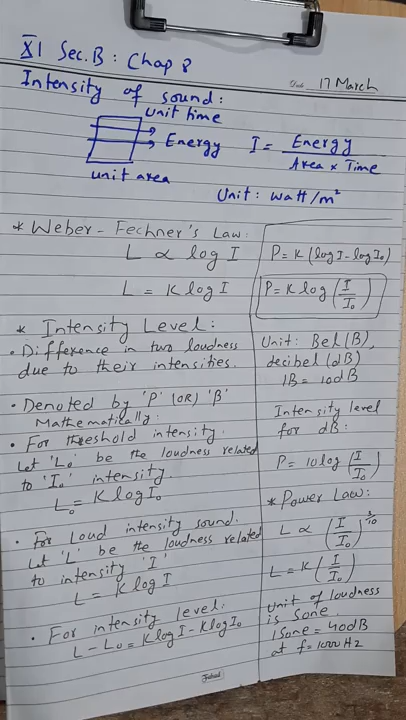 XI Sec.B: Chap 8
Date 17 March
Intensity of sound:
unit time
Energy
unit area
I = Energy / Area × Time
Unit: watt/m²
* Weber-Fechner's Law:
L ∝ log I
L = K log I
* Intensity Level:
• Difference in two loudness
due to their intensities.
• Denoted by 'P' (OR) 'β'
Mathematically:
• For threshold intensity.
Let 'L₀' be the loudness related
to 'I₀' intensity.
L₀ = K log I₀
• For Loud intensity sound.
Let 'L' be the loudness related
to intensity 'I'
L = K log I
• For intensity level:
L - L₀ = K log I - K log I₀
P = K (log I - log I₀)
P = K log (I/I₀)
Unit: Bel (B),
decibel (dB)
1B = 10dB
Intensity level
for dB:
P = 10 log (I/I₀)
* Power Law:
L ∝ (I/I₀)^3/10
L = K (I/I₀)
Unit of loudness
is sone.
1 Sone = 40dB
at f = 1000 Hz